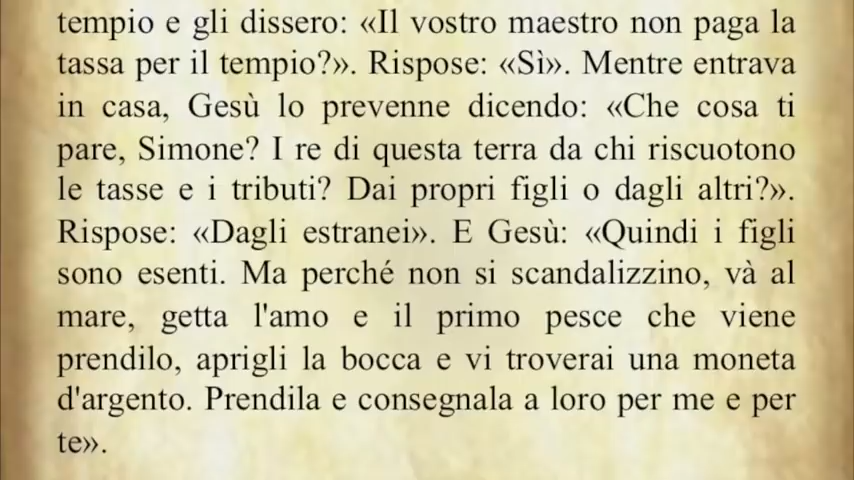 tempio e gli dissero: «Il vostro maestro non paga la
tassa per il tempio?». Rispose: «Sì». Mentre entrava
in casa, Gesù lo prevenne dicendo: «Che cosa ti
pare, Simone? I re di questa terra da chi riscuotono
le tasse e i tributi? Dai propri figli o dagli altri?».
Rispose: «Dagli estranei». E Gesù: «Quindi i figli
sono esenti. Ma perché non si scandalizzino, và al
mare, getta l'amo e il primo pesce che viene
prendilo, aprigli la bocca e vi troverai una moneta
d'argento. Prendila e consegnala a loro per me e per
te».